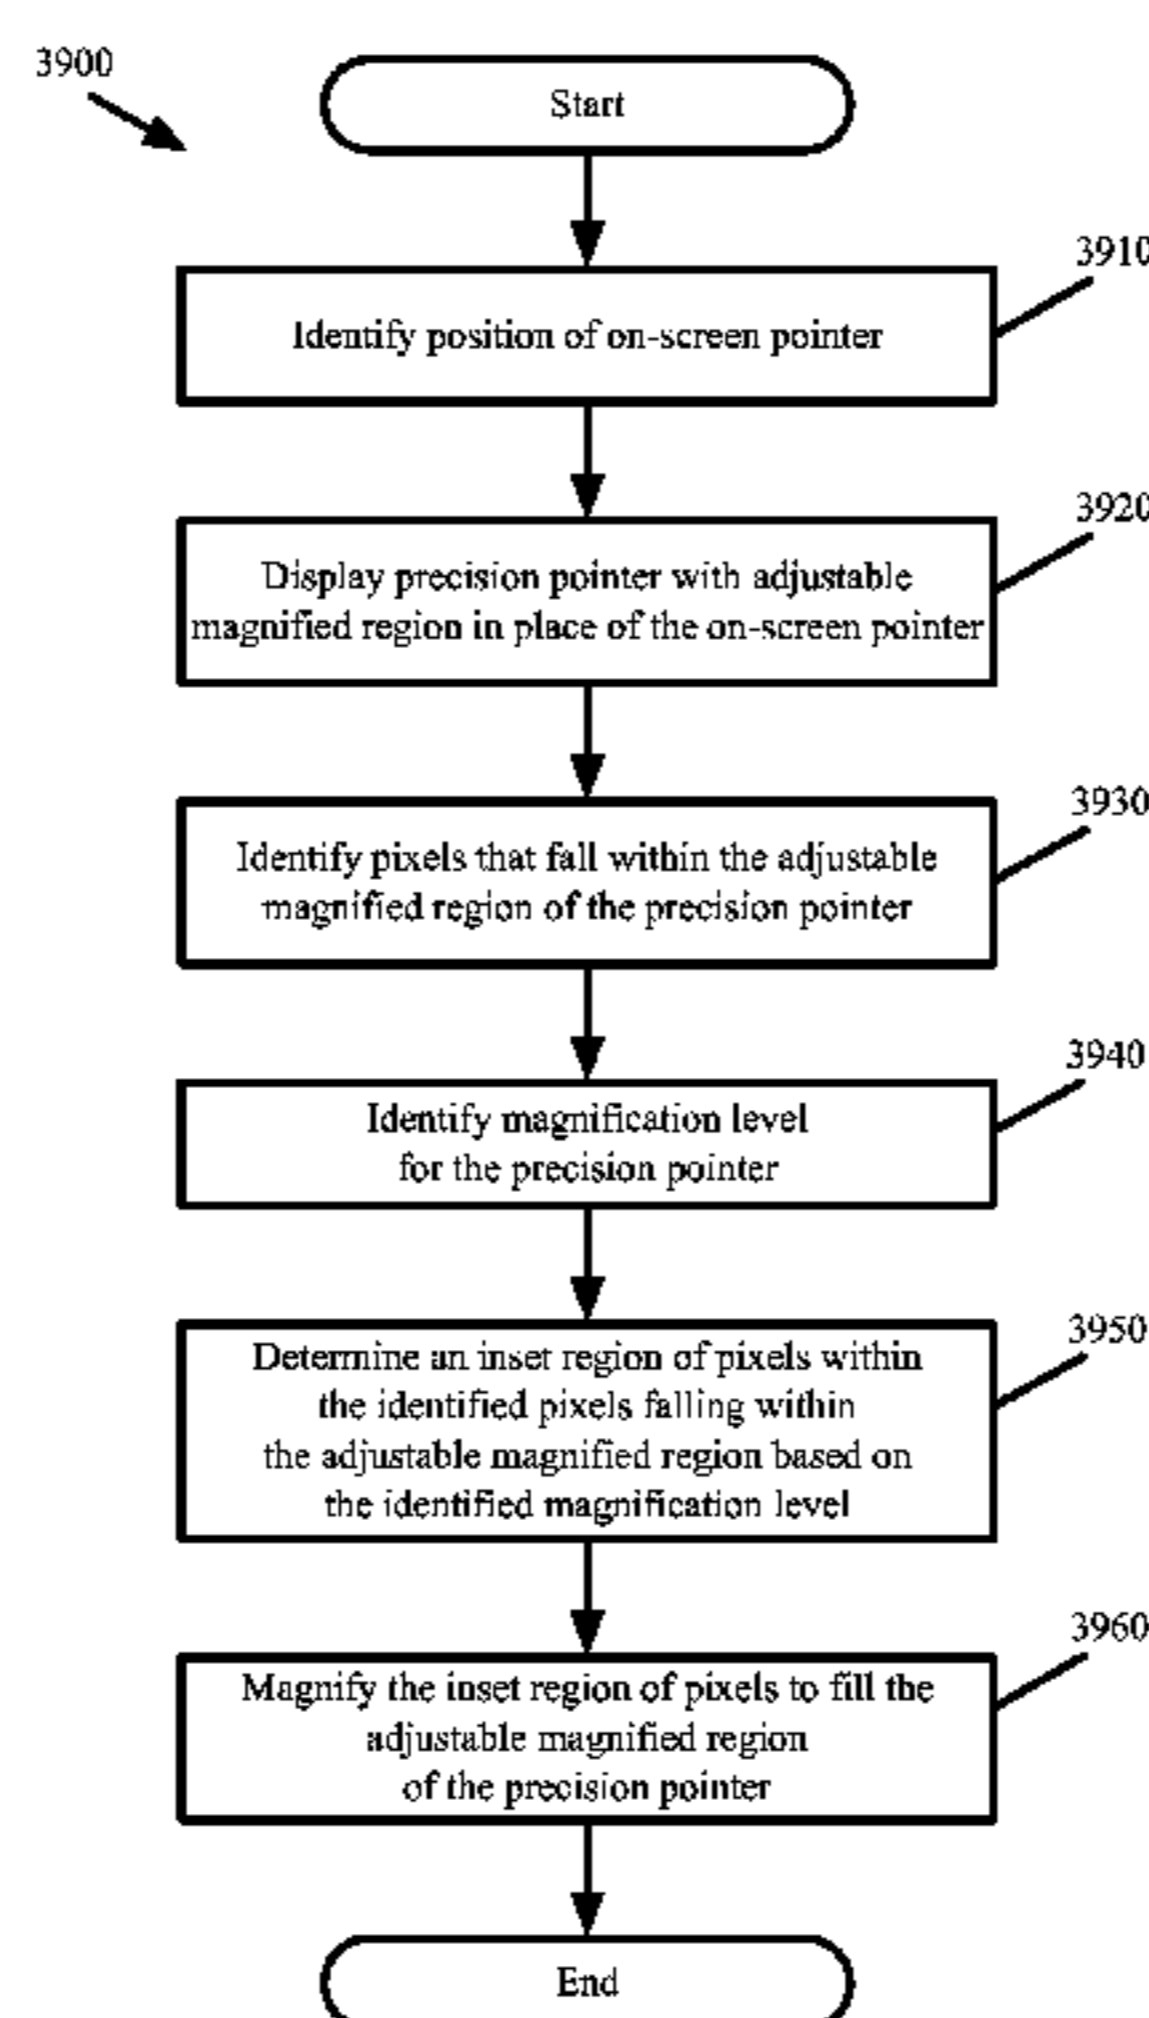 3900
Start
3910
Identify position of on-screen pointer
3920
Display precision pointer with adjustable
magnified region in place of the on-screen pointer
3930
Identify pixels that fall within the adjustable
magnified region of the precision pointer
3940
Identify magnification level
for the precision pointer
3950
Determine an inset region of pixels within
the identified pixels falling within
the adjustable magnified region based on
the identified magnification level
3960
Magnify the inset region of pixels to fill the
adjustable magnified region
of the precision pointer
End